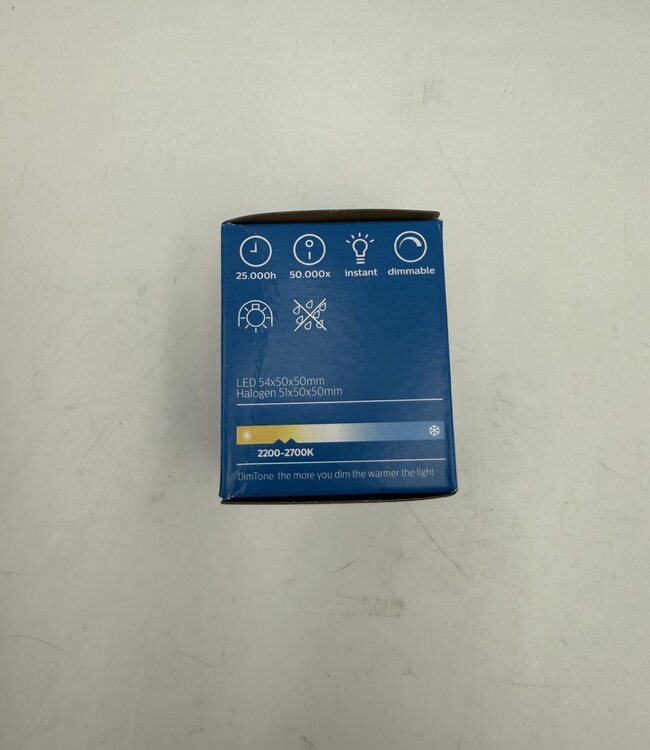 25.000h 50.000x instant dimmable
LED 54x50x50mm
Halogen 51x50x50mm
2200-2700K
DimTone: the more you dim the warmer the light